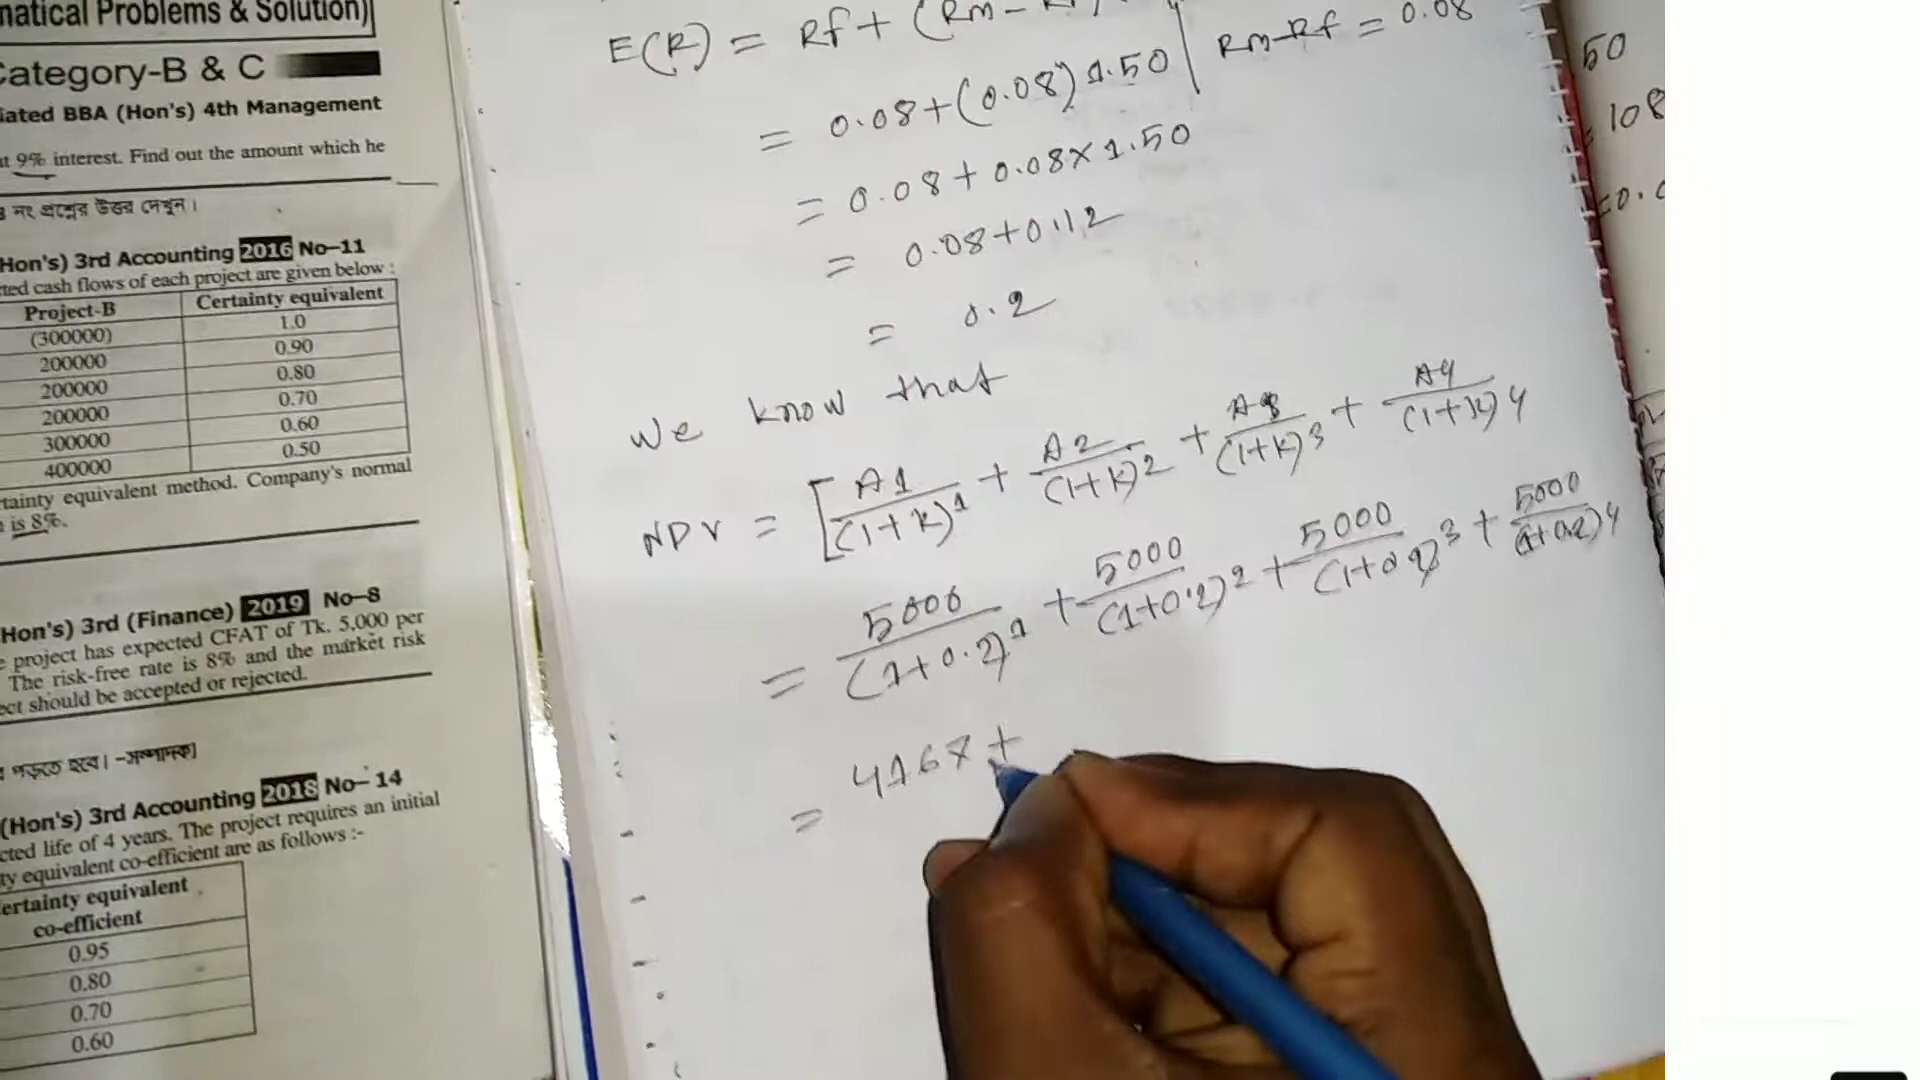 matical Problems & Solution)
Category-B & C
iated BBA (Hon's) 4th Management
at 9% interest. Find out the amount which he
নং প্রশ্নের উত্তর দেখুন।
Hon's) 3rd Accounting 2016 No–11
ted cash flows of each project are given below :
Project-B Certainty equivalent
(300000) 1.0
200000 0.90
200000 0.80
200000 0.70
300000 0.60
400000 0.50
tainty equivalent method. Company's normal
is 8%.
Hon's) 3rd (Finance) 2019 No–8
e project has expected CFAT of Tk. 5,000 per
The risk-free rate is 8% and the market risk
ect should be accepted or rejected.
পড়তে হবে। –সম্পাদক]
(Hon's) 3rd Accounting 2018 No– 14
cted life of 4 years. The project requires an initial
ty equivalent co-efficient are as follows :-
ertainty equivalent
co-efficient
0.95
0.80
0.70
0.60
E(R) = Rf + (Rm – Rf)
= 0.08 + (0.08) 1.50 | Rm–Rf = 0.08
= 0.08 + 0.08 × 1.50
= 0.08 + 0.12
= 0.2
We know that
NPV = [A1/(1+k)1 + A2/(1+k)2 + A3/(1+k)3 + A4/(1+k)4
= 5000/(1+0.2)1 + 5000/(1+0.2)2 + 5000/(1+0.2)3 + 5000/(1+0.2)4
= 4167 +
50
108